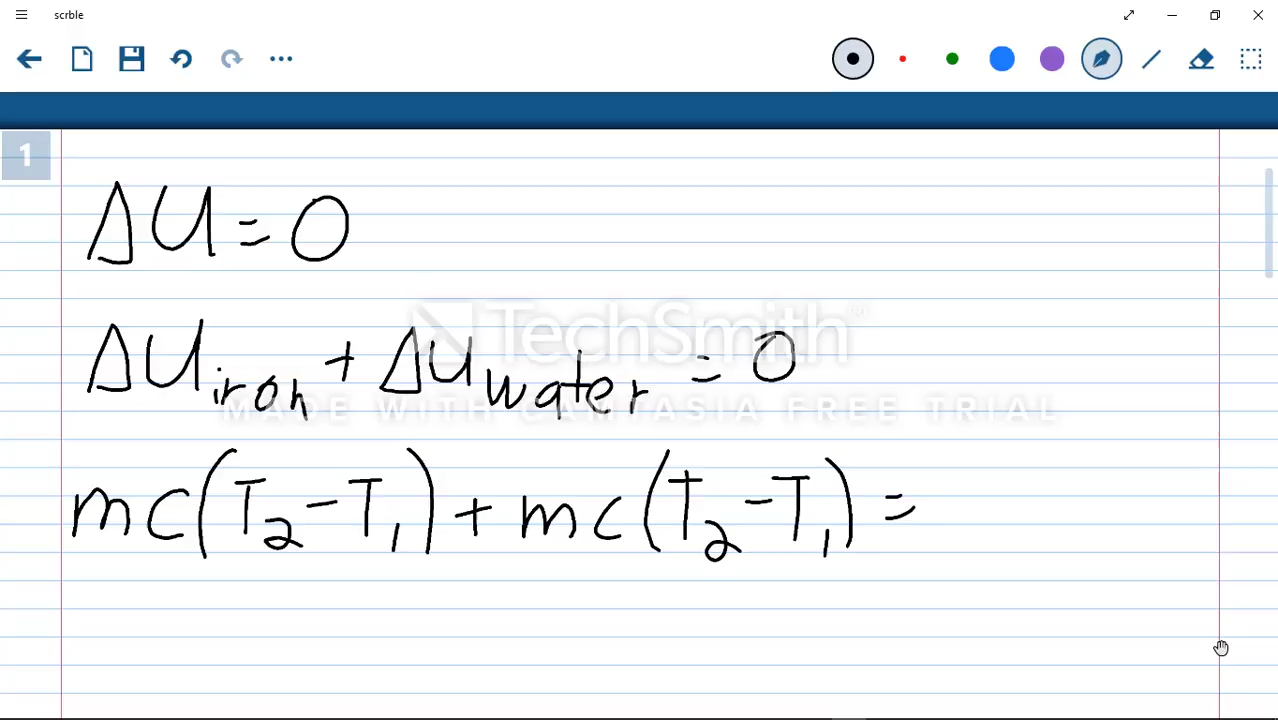 scrble
1
ΔU=0
TechSmith
ΔU_iron + ΔU_water = 0
MADE WITH CAMTASIA FREE TRIAL
mc(T₂-T₁)+mc(T₂-T₁)=